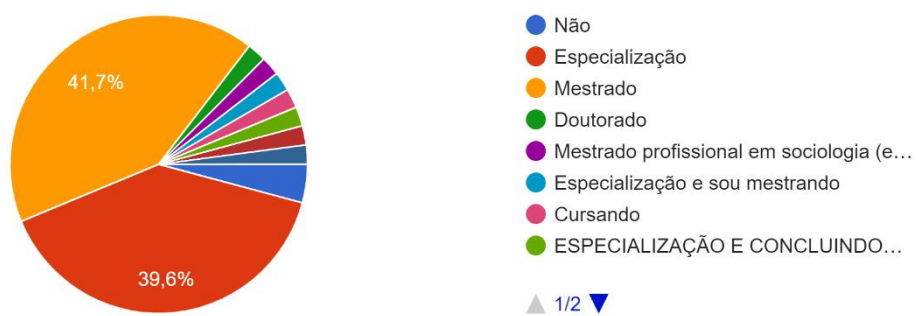 41,7%
39,6%
Não
Especialização
Mestrado
Doutorado
Mestrado profissional em sociologia (e…
Especialização e sou mestrando
Cursando
ESPECIALIZAÇÃO E CONCLUINDO…
1/2